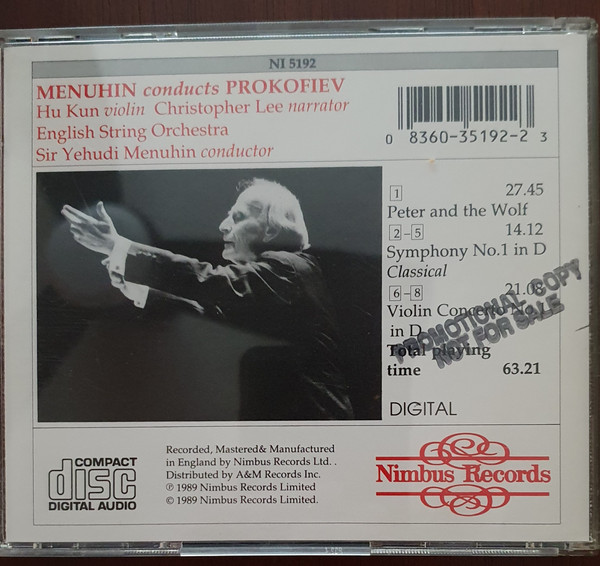 NI 5192
MENUHIN conducts PROKOFIEV
Hu Kun violin Christopher Lee narrator
English String Orchestra
Sir Yehudi Menuhin conductor
0 8360-35192-2 3
1 27.45
Peter and the Wolf
2-5 14.12
Symphony No.1 in D
Classical
6-8 21.08
Violin Concerto No.
in D
Total playing
time 63.21
PROMOTIONAL COPY
NOT FOR SALE
DIGITAL
COMPACT
disc
DIGITAL AUDIO
Recorded, Mastered& Manufactured
in England by Nimbus Records Ltd. .
Distributed by A&M Records Inc.
℗ 1989 Nimbus Records Limited
© 1989 Nimbus Records Limited.
Nimbus Records